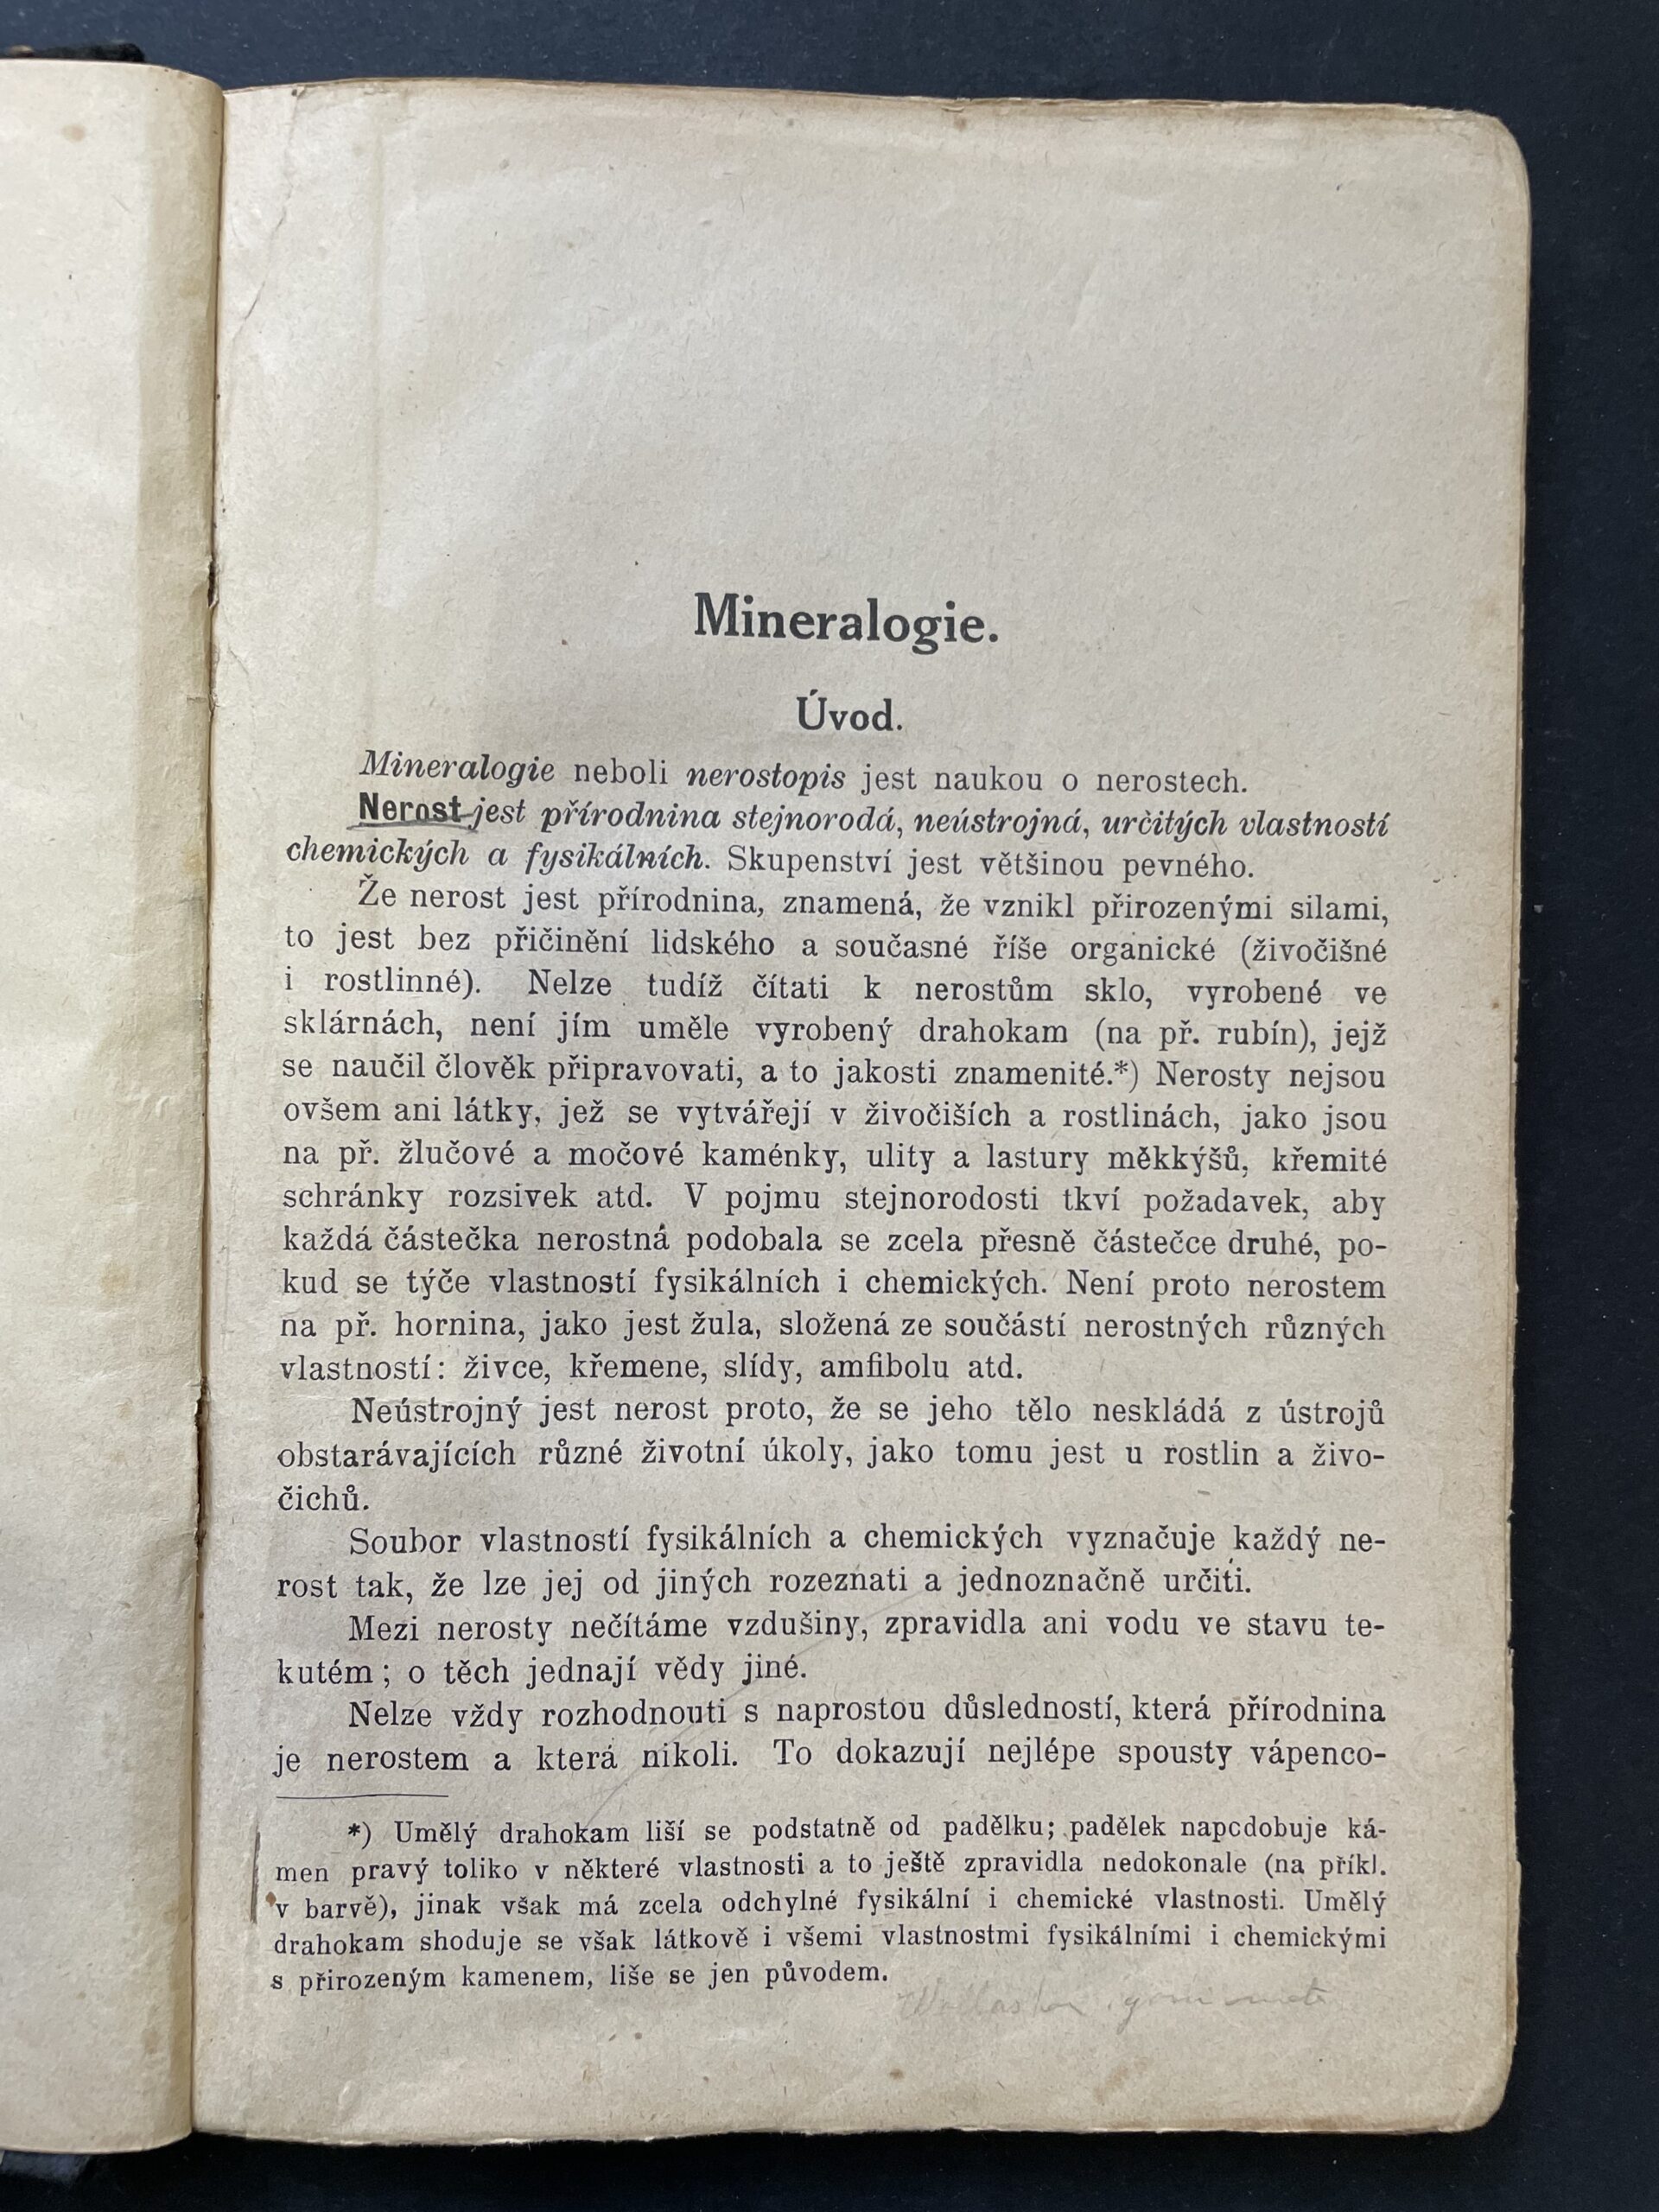 Mineralogie.
Úvod.
Mineralogie neboli nerostopis jest naukou o nerostech.
Nerost jest přírodnina stejnorodá, neústrojná, určitých vlastností
chemických a fysikálních. Skupenství jest většinou pevného.
Že nerost jest přírodnina, znamená, že vznikl přirozenými silami,
to jest bez přičinění lidského a současné říše organické (živočišné
i rostlinné). Nelze tudíž čítati k nerostům sklo, vyrobené ve
sklárnách, není jím uměle vyrobený drahokam (na př. rubín), jejž
se naučil člověk připravovati, a to jakosti znamenité.*) Nerosty nejsou
ovšem ani látky, jež se vytvářejí v živočiších a rostlinách, jako jsou
na př. žlučové a močové kaménky, ulity a lastury měkkýšů, křemité
schránky rozsivek atd. V pojmu stejnorodosti tkví požadavek, aby
každá částečka nerostná podobala se zcela přesně částečce druhé, po-
kud se týče vlastností fysikálních i chemických. Není proto nerostem
na př. hornina, jako jest žula, složená ze součástí nerostných různých
vlastností: živce, křemene, slídy, amfibolu atd.
Neústrojný jest nerost proto, že se jeho tělo neskládá z ústrojů
obstarávajících různé životní úkoly, jako tomu jest u rostlin a živo-
čichů.
Soubor vlastností fysikálních a chemických vyznačuje každý ne-
rost tak, že lze jej od jiných rozeznati a jednoznačně určiti.
Mezi nerosty nečítáme vzdušiny, zpravidla ani vodu ve stavu te-
kutém; o těch jednají vědy jiné.
Nelze vždy rozhodnouti s naprostou důsledností, která přírodnina
je nerostem a která nikoli. To dokazují nejlépe spousty vápenco-
*) Umělý drahokam liší se podstatně od padělku; padělek napcdobuje ká-
men pravý toliko v některé vlastnosti a to ještě zpravidla nedokonale (na příkl.
v barvě), jinak však má zcela odchylné fysikální i chemické vlastnosti. Umělý
drahokam shoduje se však látkově i všemi vlastnostmi fysikálními i chemickými
s přirozeným kamenem, liše se jen původem.